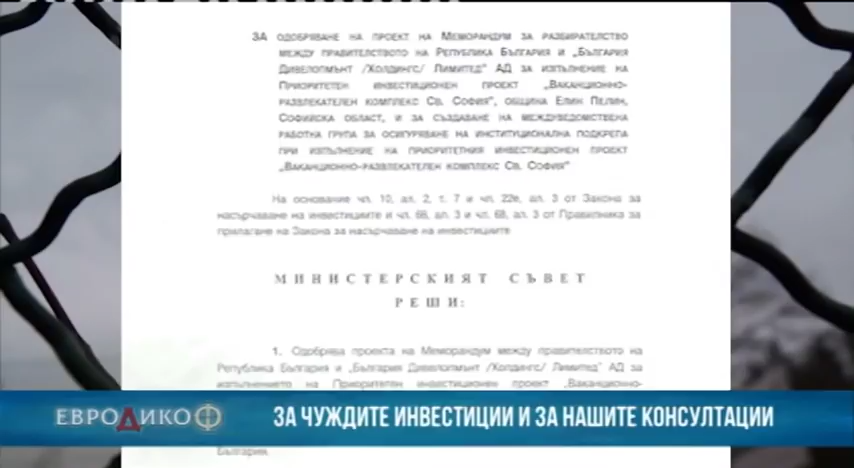 ЗА ОДОБРЯВАНЕ НА ПРОЕКТ НА МЕМОРАНДУМ ЗА РАЗБИРАТЕЛСТВО
МЕЖДУ ПРАВИТЕЛСТВОТО НА РЕПУБЛИКА БЪЛГАРИЯ И „БЪЛГАРИЯ
ДИВЕЛОПМЪНТ /ХОЛДИНГС/ ЛИМИТЕД" АД ЗА ИЗПЪЛНЕНИЕ НА
ПРИОРИТЕТЕН ИНВЕСТИЦИОНЕН ПРОЕКТ „ВАКАНЦИОННО-
РАЗВЛЕКАТЕЛЕН КОМПЛЕКС СВ. СОФИЯ", ОБЩИНА ЕЛИН ПЕЛИН,
СОФИЙСКА ОБЛАСТ, И ЗА СЪЗДАВАНЕ НА МЕЖДУВЕДОМСТВЕНА
РАБОТНА ГРУПА ЗА ОСИГУРЯВАНЕ НА ИНСТИТУЦИОНАЛНА ПОДКРЕПА
ПРИ ИЗПЪЛНЕНИЕ НА ПРИОРИТЕТНИЯ ИНВЕСТИЦИОНЕН ПРОЕКТ
„ВАКАНЦИОННО-РАЗВЛЕКАТЕЛЕН КОМПЛЕКС СВ. СОФИЯ"
На основание чл. 10, ал. 2, т. 7 и чл. 22е, ал. 3 от Закона за
насърчаване на инвестициите и чл. 6б, ал. 3 и чл. 68, ал. 3 от Правилника за
прилагане на Закона за насърчаване на инвестициите
МИНИСТЕРСКИЯТ СЪВЕТ
РЕШИ:
1. Одобрява проекта на Меморандум между правителството на
Република България и „България Дивелопмънт /Холдингс/ Лимитед" АД за
изпълнението на Приоритетен инвестиционен проект „Ваканционно-
ЕВРОДИКОФ
ЗА ЧУЖДИТЕ ИНВЕСТИЦИИ И ЗА НАШИТЕ КОНСУЛТАЦИИ
България.